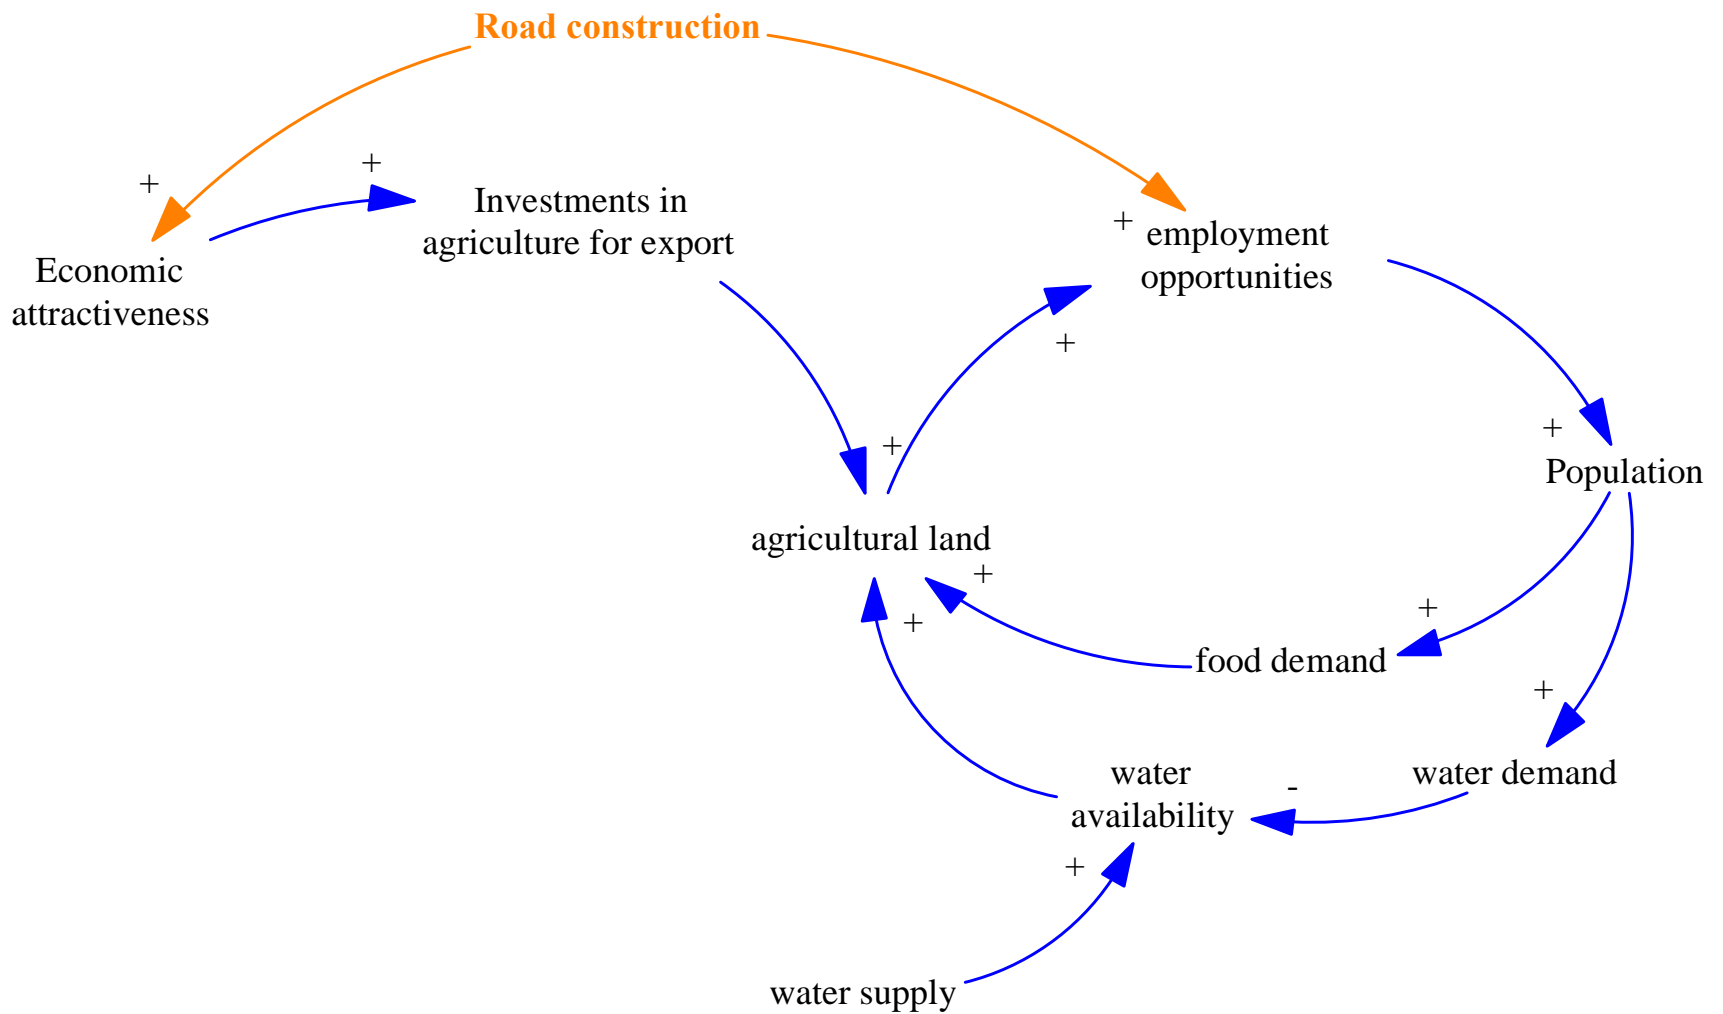 Road construction
+
+
Investments in
agriculture for export
+
employment
opportunities
Economic
attractiveness
+
+
+
Population
agricultural land
+
+
+
food demand
+
water
availability
-
water demand
+
water supply